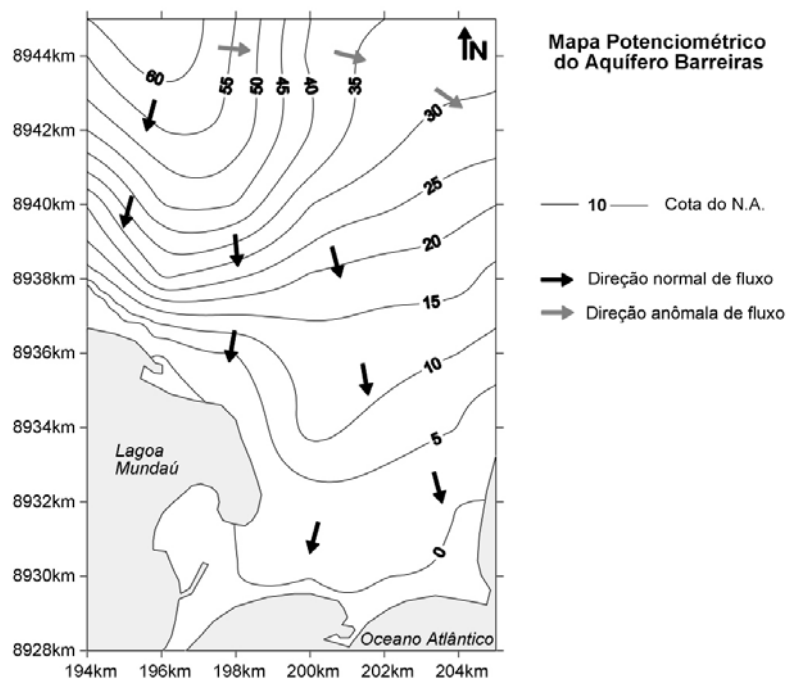 Mapa Potenciométrico
do Aquífero Barreiras
N
8944km
8942km
8940km
8938km
8936km
8934km
8932km
8930km
8928km
194km
196km
198km
200km
202km
204km
60
55
50
45
40
35
30
25
20
15
10
5
0
Lagoa
Mundaú
Oceano Atlântico
10 Cota do N.A.
Direção normal de fluxo
Direção anômala de fluxo